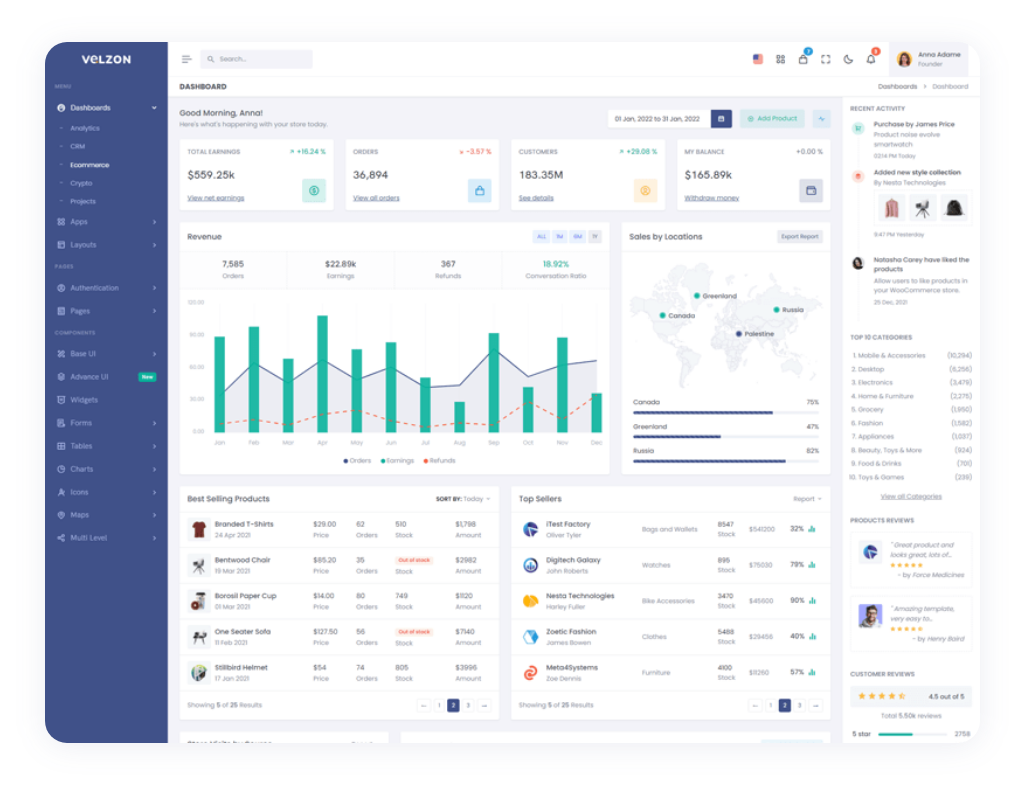 VELZON
MENU
Dashboards
- Analytics
- CRM
- Ecommerce
- Crypto
- Projects
Apps
Layouts
PAGES
Authentication
Pages
COMPONENTS
Base UI
Advance UI New
Widgets
Forms
Tables
Charts
Icons
Maps
Multi Level
Search...
Anna Adame
Founder
DASHBOARD
Dashboards > Dashboard
Good Morning, Anna!
Here's what's happening with your store today.
01 Jan, 2022 to 31 Jan, 2022
Add Product
TOTAL EARNINGS +16.24 %
$559.25k
View net earnings
ORDERS -3.57 %
36,894
View all orders
CUSTOMERS +29.08 %
183.35M
See details
MY BALANCE +0.00 %
$165.89k
Withdraw money
Revenue
ALL 1M 6M 1Y
7,585 $22.89k 367 18.92%
Orders Earnings Refunds Conversation Ratio
120.00
90.00
60.00
30.00
0.00
Jan Feb Mar Apr May Jun Jul Aug Sep Oct Nov Dec
Orders Earnings Refunds
Sales by Locations
Export Report
Greenland
Canada
Russia
Palestine
Canada 75%
Greenland 47%
Russia 82%
Best Selling Products
SORT BY: Today
Branded T-Shirts $29.00 62 510 $1,798
24 Apr 2021 Price Orders Stock Amount
Bentwood Chair $85.20 35 Out of stock $2982
19 Mar 2021 Price Orders Stock Amount
Borosil Paper Cup $14.00 80 749 $1120
01 Mar 2021 Price Orders Stock Amount
One Seater Sofa $127.50 56 Out of stock $7140
11 Feb 2021 Price Orders Stock Amount
Stillbird Helmet $54 74 805 $3996
17 Jan 2021 Price Orders Stock Amount
Showing 5 of 25 Results
← 1 2 3 →
Top Sellers
Report
iTest Factory
Oliver Tyler
Bags and Wallets
8547
Stock
$541200 32%
Digitech Galaxy
John Roberts
Watches
895
Stock
$75030 79%
Nesta Technologies
Harley Fuller
Bike Accessories
3470
Stock
$45600 90%
Zoetic Fashion
James Bowen
Clothes
5488
Stock
$29456 40%
Meta4Systems
Zoe Dennis
Furniture
4100
Stock
$11260 57%
Showing 5 of 25 Results
← 1 2 3 →
RECENT ACTIVITY
Purchase by James Price
Product noise evolve
smartwatch
02:14 PM Today
Added new style collection
By Nesta Technologies
9:47 PM Yesterday
Natasha Carey have liked the
products
Allow users to like products in
your WooCommerce store.
25 Dec, 2021
TOP 10 CATEGORIES
1. Mobile & Accessories (10,294)
2. Desktop (6,256)
3. Electronics (3,479)
4. Home & Furniture (2,275)
5. Grocery (1,950)
6. Fashion (1,582)
7. Appliances (1,037)
8. Beauty, Toys & More (924)
9. Food & Drinks (701)
10. Toys & Games (239)
View all Categories
PRODUCTS REVIEWS
" Great product and
looks great, lots of...
- by Force Medicines
" Amazing template,
very easy to...
- by Henry Baird
CUSTOMER REVIEWS
4.5 out of 5
Total 5.50k reviews
5 star 2758